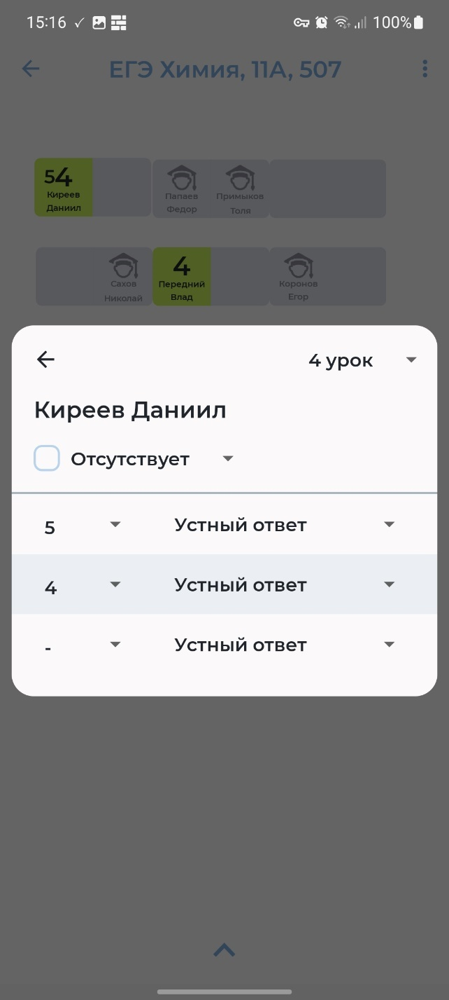 15:16
100%
ЕГЭ Химия, 11А, 507
54
Киреев
Даниил
Папаев
Федор
Примыков
Толя
Сахов
Николай
4
Передний
Влад
Коронов
Егор
4 урок
Киреев Даниил
Отсутствует
5 Устный ответ
4 Устный ответ
- Устный ответ